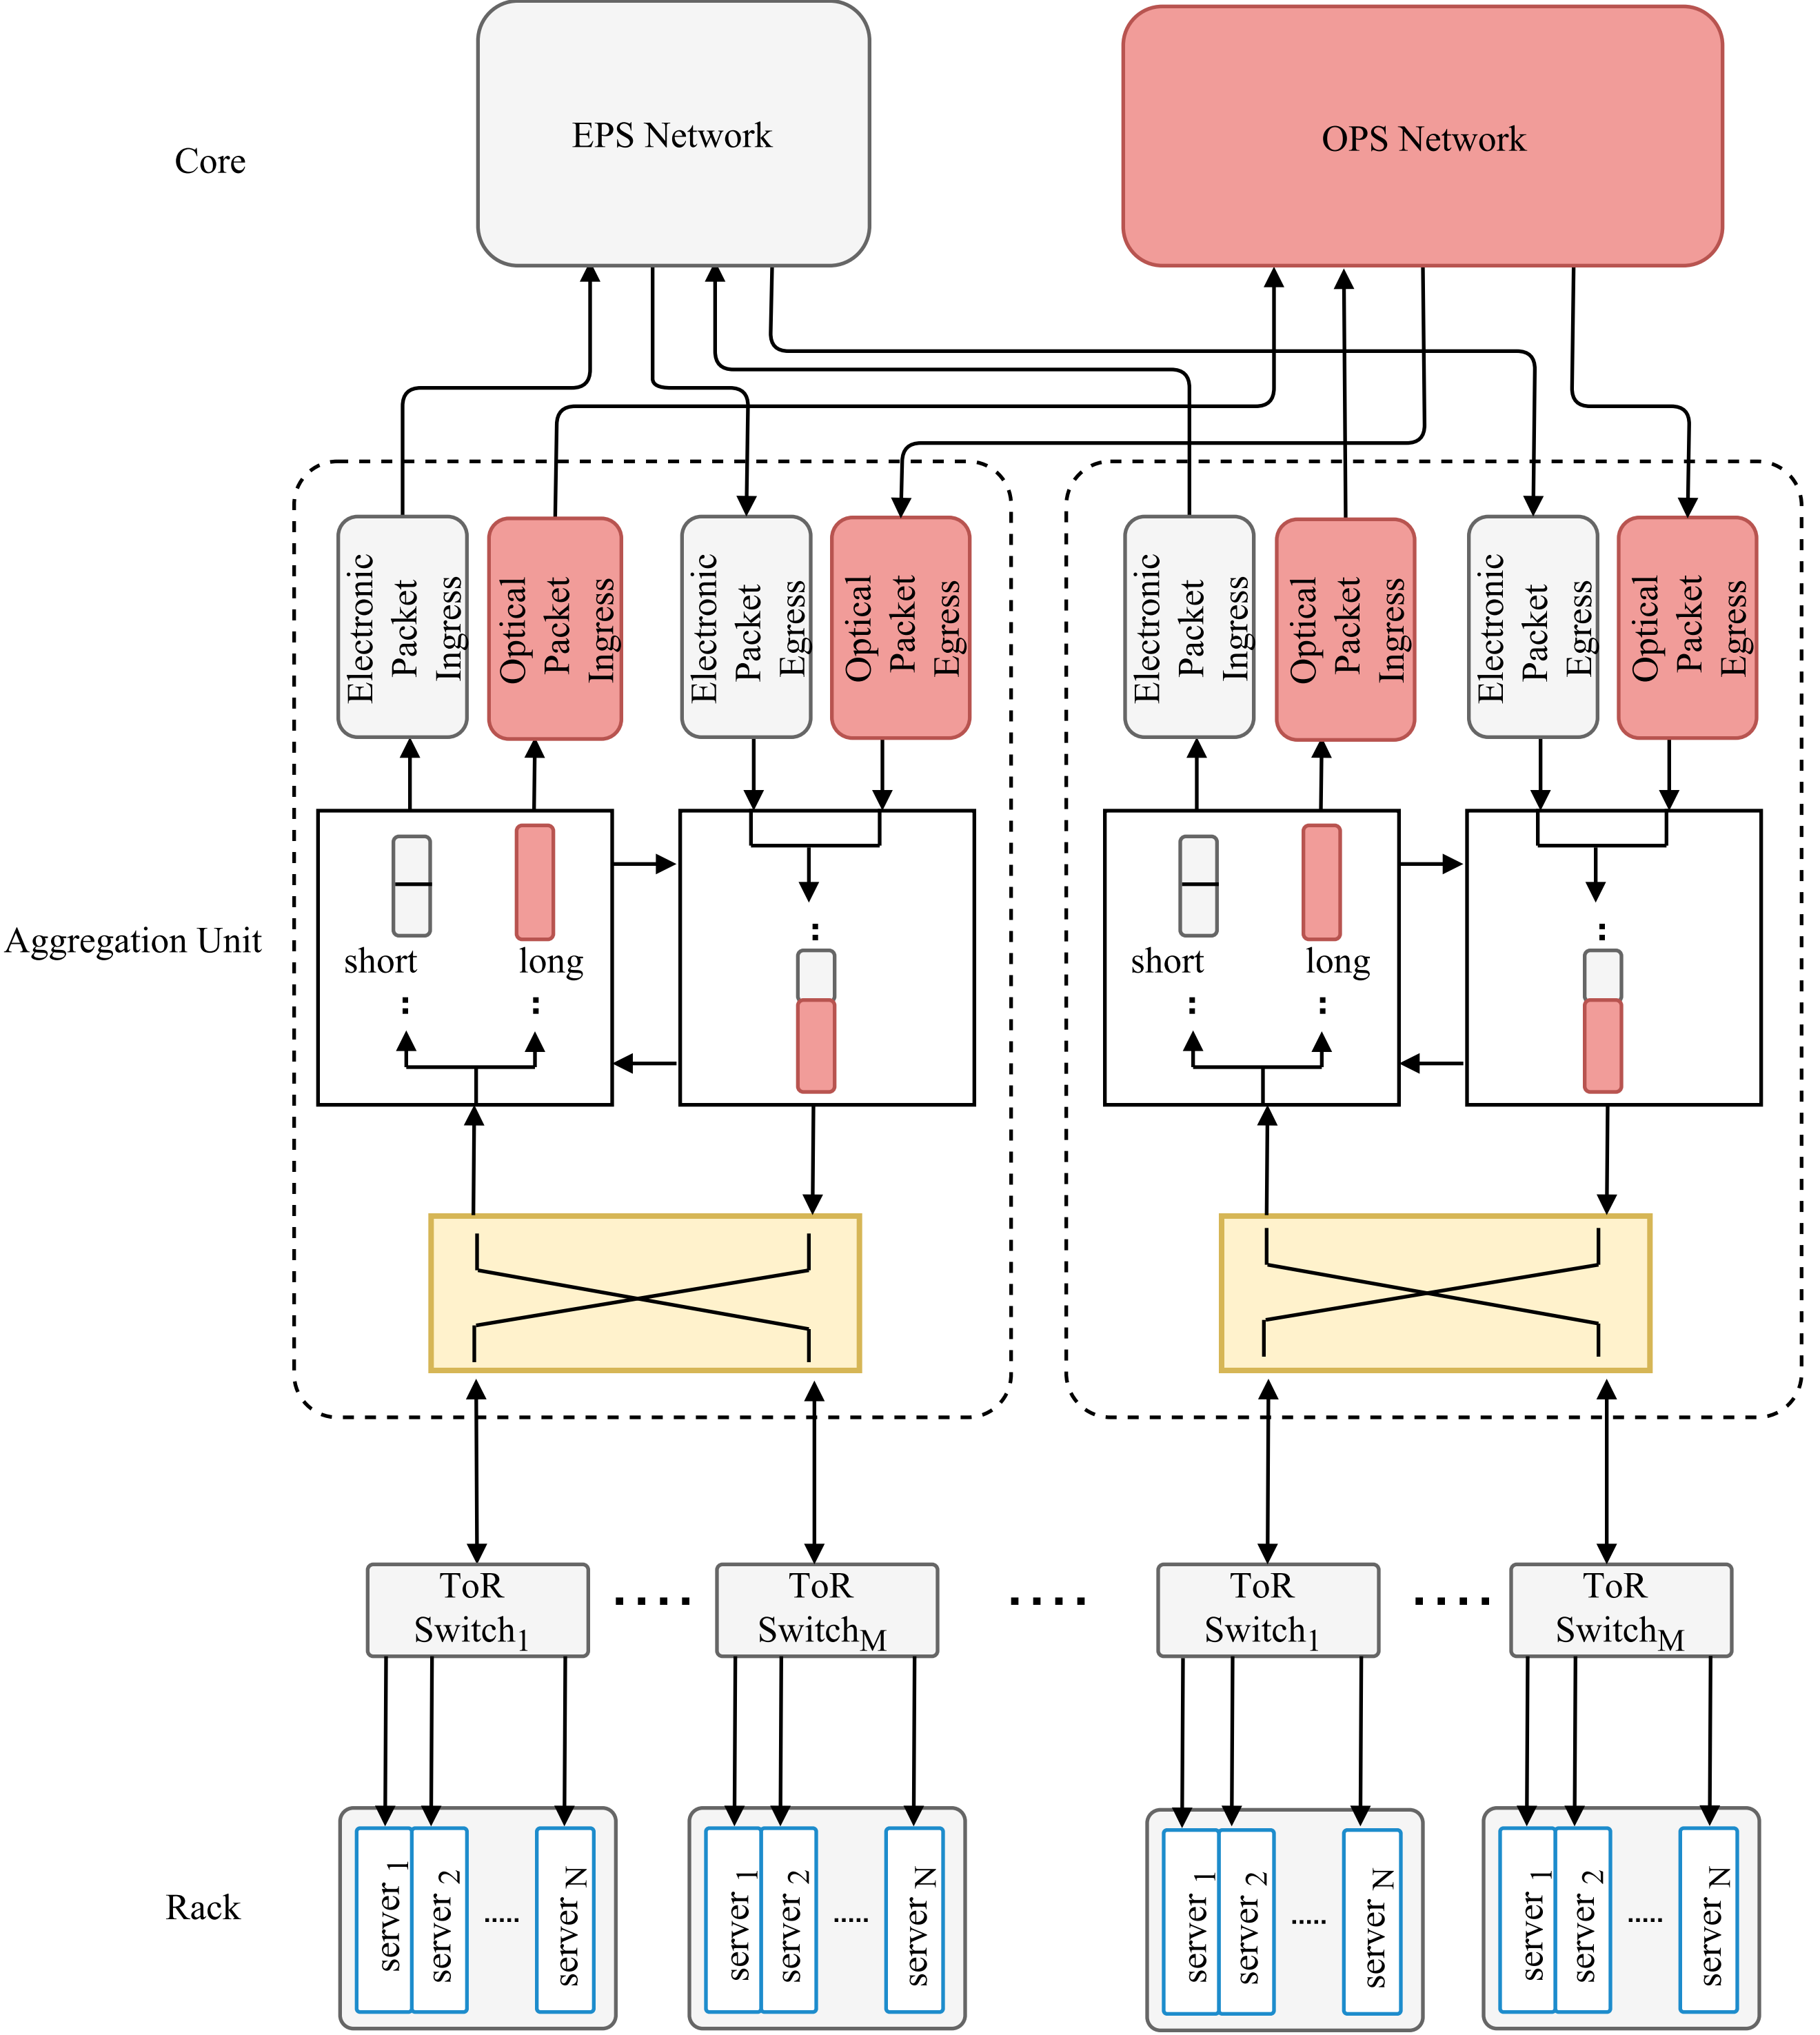 EPS Network
OPS Network
Core
Electronic
Packet
Ingress
Optical
Packet
Ingress
Electronic
Packet
Egress
Optical
Packet
Egress
Electronic
Packet
Ingress
Optical
Packet
Ingress
Electronic
Packet
Egress
Optical
Packet
Egress
Aggregation Unit
short
long
short
long
ToR
Switch1
ToR
SwitchM
ToR
Switch1
ToR
SwitchM
Rack
server 1
server 2
server N
server 1
server 2
server N
server 1
server 2
server N
server 1
server 2
server N